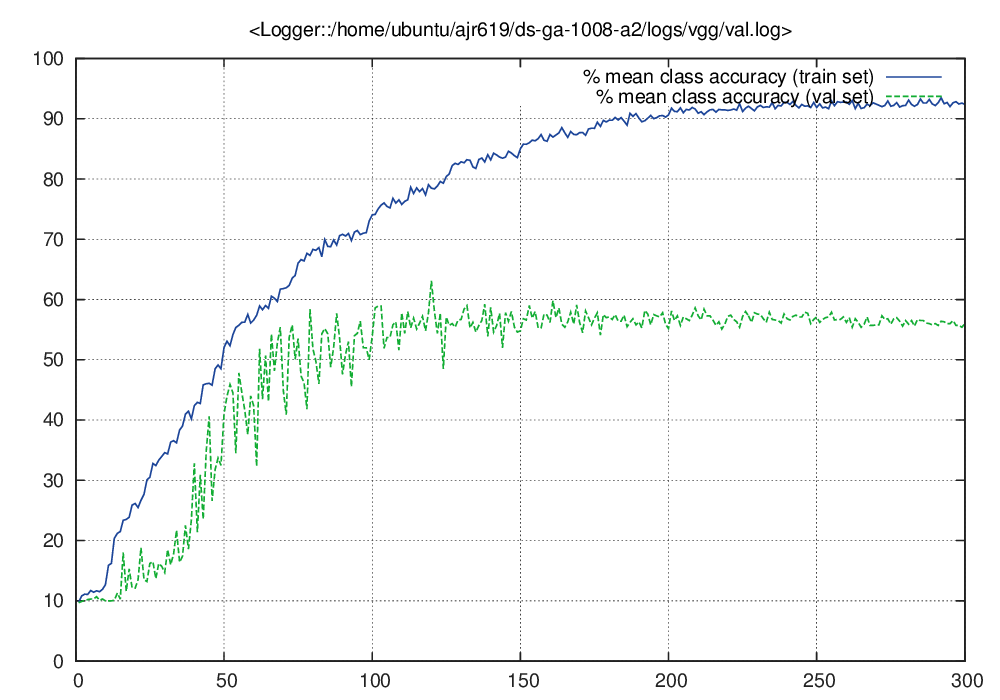 <Logger::/home/ubuntu/ajr619/ds-ga-1008-a2/logs/vgg/val.log>
% mean class accuracy (train set)
% mean class accuracy (val set)
100
90
80
70
60
50
40
30
20
10
0
0 50 100 150 200 250 300